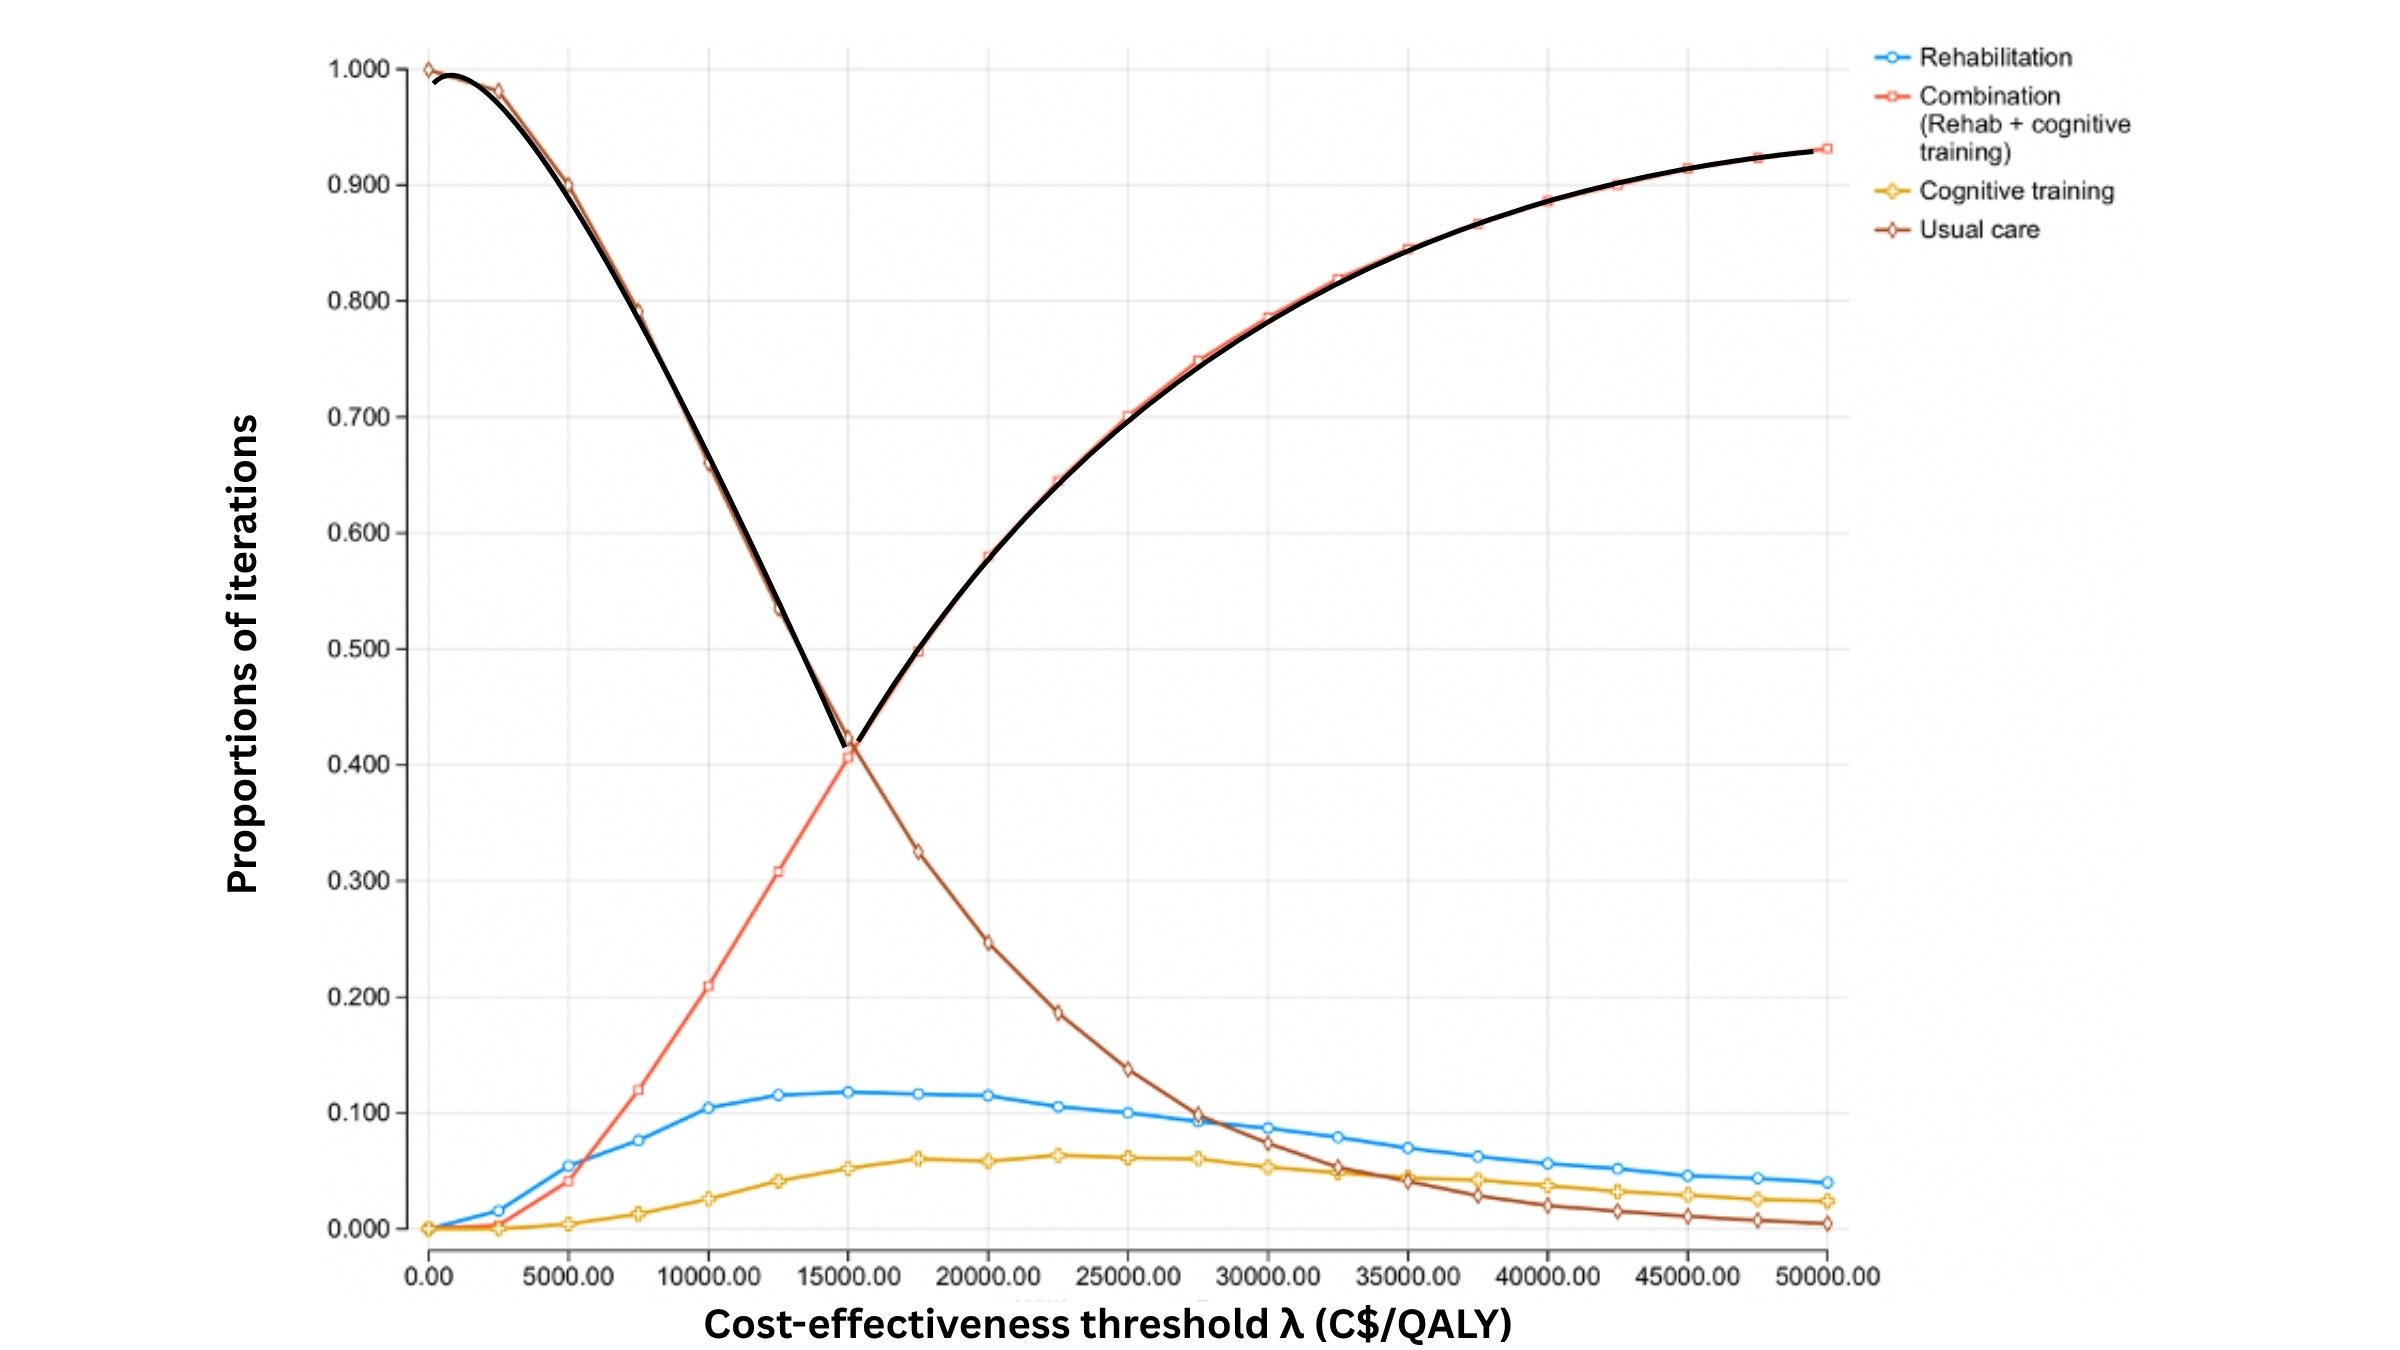 1.000
0.900
0.800
0.700
0.600
0.500
0.400
0.300
0.200
0.100
0.000
Proportions of iterations
0.00 5000.00 10000.00 15000.00 20000.00 25000.00 30000.00 35000.00 40000.00 45000.00 50000.00
Cost-effectiveness threshold λ (C$/QALY)
Rehabilitation
Combination
(Rehab + cognitive
training)
Cognitive training
Usual care